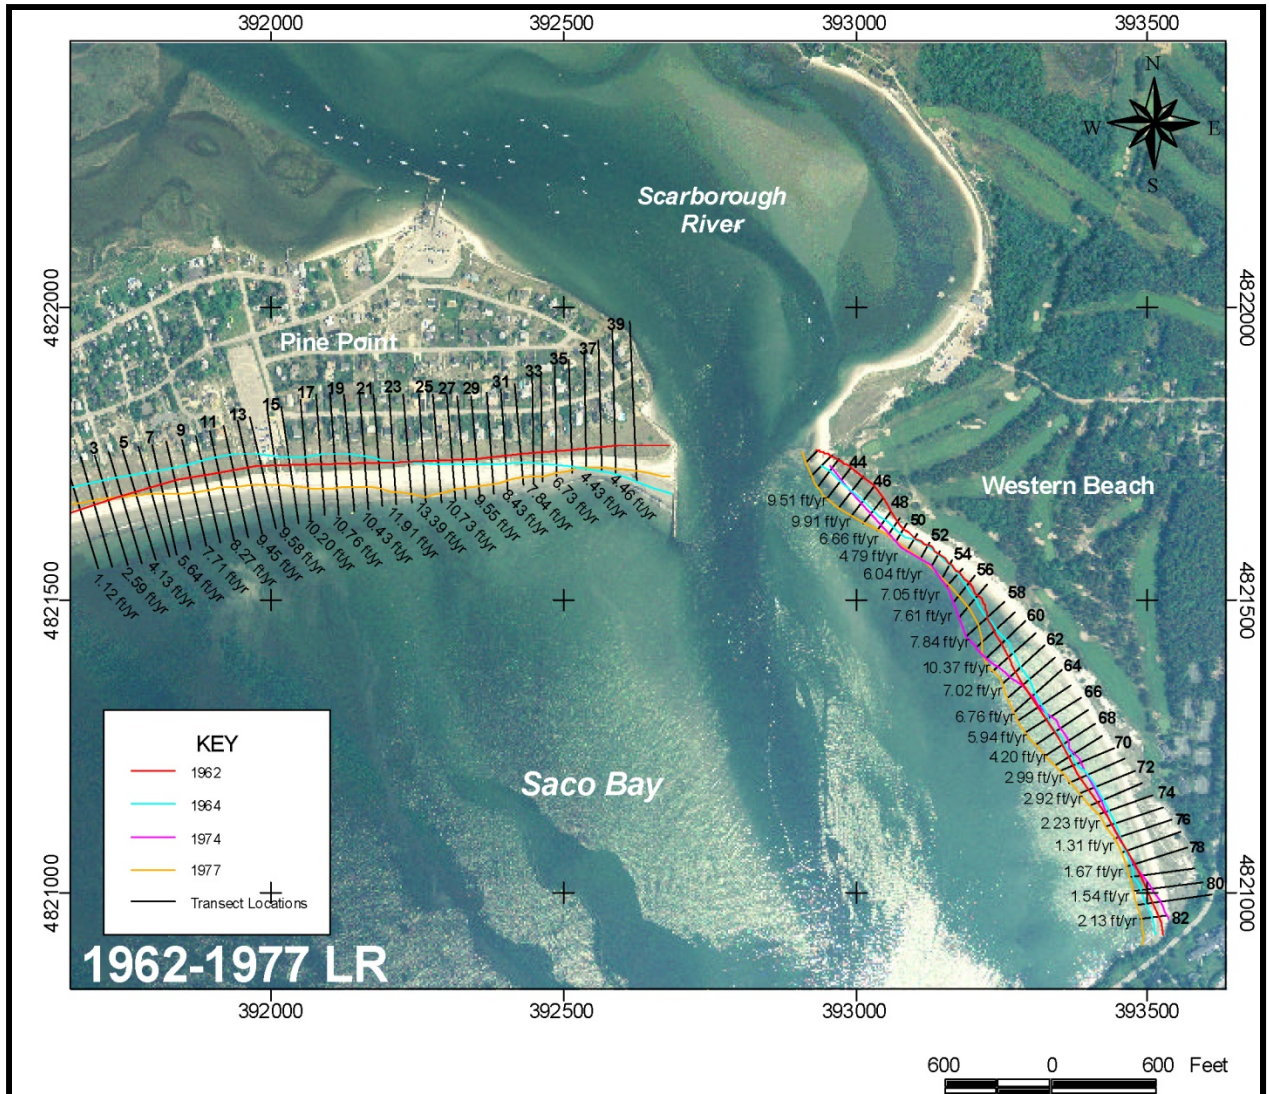 392000
392500
393000
393500
N
W
E
S
Scarborough
River
4822000
4822000
Pine Point
Western Beach
3
5
7
9
11
13
15
17
19
21
23
25
27
29
31
33
35
37
39
1.12 ft/yr
2.59 ft/yr
4.13 ft/yr
5.64 ft/yr
7.71 ft/yr
8.27 ft/yr
9.45 ft/yr
9.58 ft/yr
10.20 ft/yr
10.76 ft/yr
10.43 ft/yr
11.91 ft/yr
13.39 ft/yr
10.73 ft/yr
9.55 ft/yr
8.43 ft/yr
7.84 ft/yr
6.73 ft/yr
4.43 ft/yr
4.46 ft/yr
44
46
48
50
52
54
56
58
60
62
64
66
68
70
72
74
76
78
80
82
9.51 ft/yr
9.91 ft/yr
6.66 ft/yr
4.79 ft/yr
6.04 ft/yr
7.05 ft/yr
7.61 ft/yr
7.84 ft/yr
10.37 ft/yr
7.02 ft/yr
6.76 ft/yr
5.94 ft/yr
4.20 ft/yr
2.99 ft/yr
2.92 ft/yr
2.23 ft/yr
1.31 ft/yr
1.67 ft/yr
1.54 ft/yr
2.13 ft/yr
4821500
4821500
Saco Bay
KEY
1962
1964
1974
1977
Transect Locations
4821000
4821000
1962-1977 LR
392000
392500
393000
393500
600
0
600
Feet